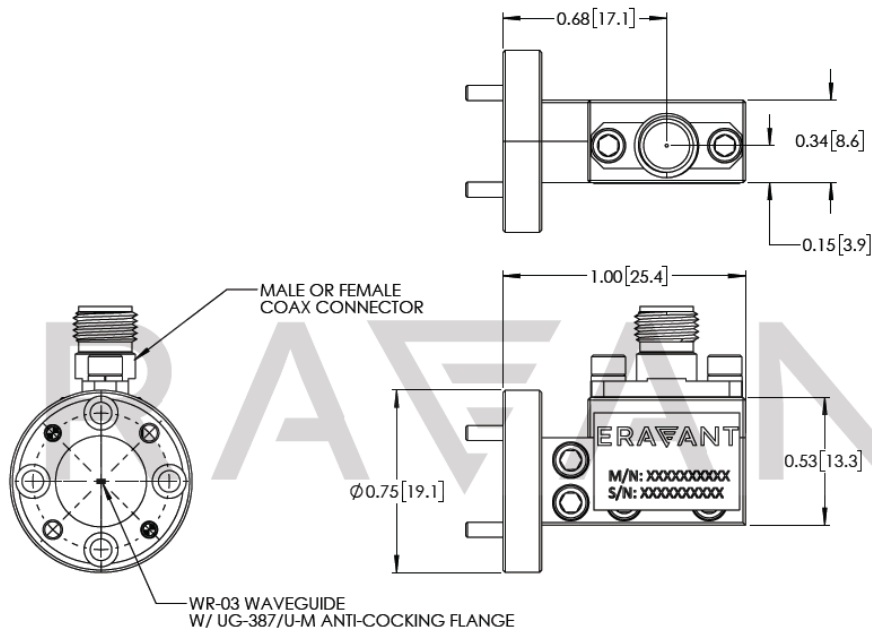 0.68[17.1]
0.34[8.6]
0.15[3.9]
1.00[25.4]
MALE OR FEMALE
COAX CONNECTOR
RAVAN
ERAVANT
M/N: XXXXXXXXXX
S/N: XXXXXXXXXX
0.53[13.3]
Ø0.75[19.1]
WR-03 WAVEGUIDE
W/ UG-387/U-M ANTI-COCKING FLANGE